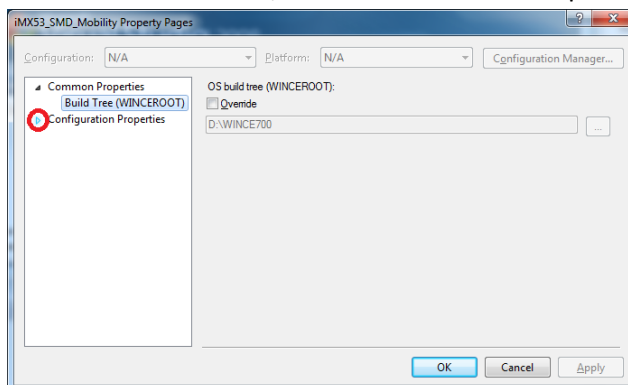 iMX53_SMD_Mobility Property Pages
Configuration: N/A Platform: N/A Configuration Manager...
Common Properties
Build Tree (WINCEROOT)
Configuration Properties
OS build tree (WINCEROOT):
Override
D:\WINCE700
...
OK Cancel Apply